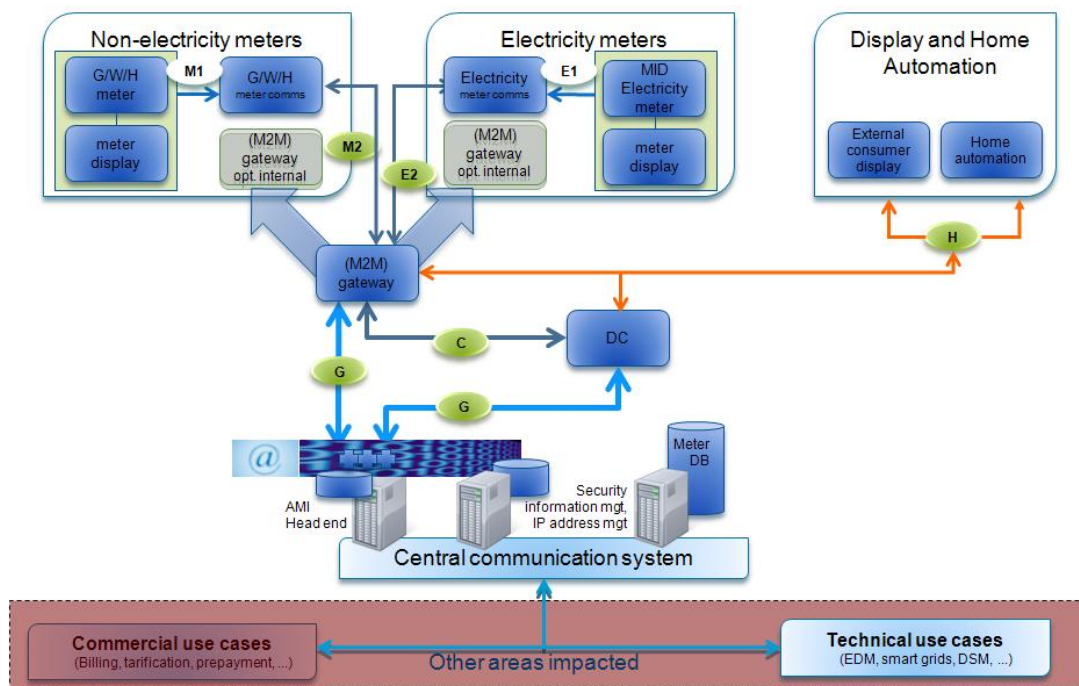 Non-electricity meters
G/W/H
meter
M1
G/W/H
meter comms
meter
display
(M2M)
gateway
opt. internal
M2
Electricity meters
Electricity
meter comms
E1
MID
Electricity
meter
(M2M)
gateway
opt. internal
meter
display
E2
Display and Home
Automation
External
consumer
display
Home
automation
H
(M2M)
gateway
C
DC
G
G
@
Meter
DB
AMI
Head end
Security
information mgt,
IP address mgt
Central communication system
Commercial use cases
(Billing, tarification, prepayment, ...)
Other areas impacted
Technical use cases
(EDM, smart grids, DSM, ...)